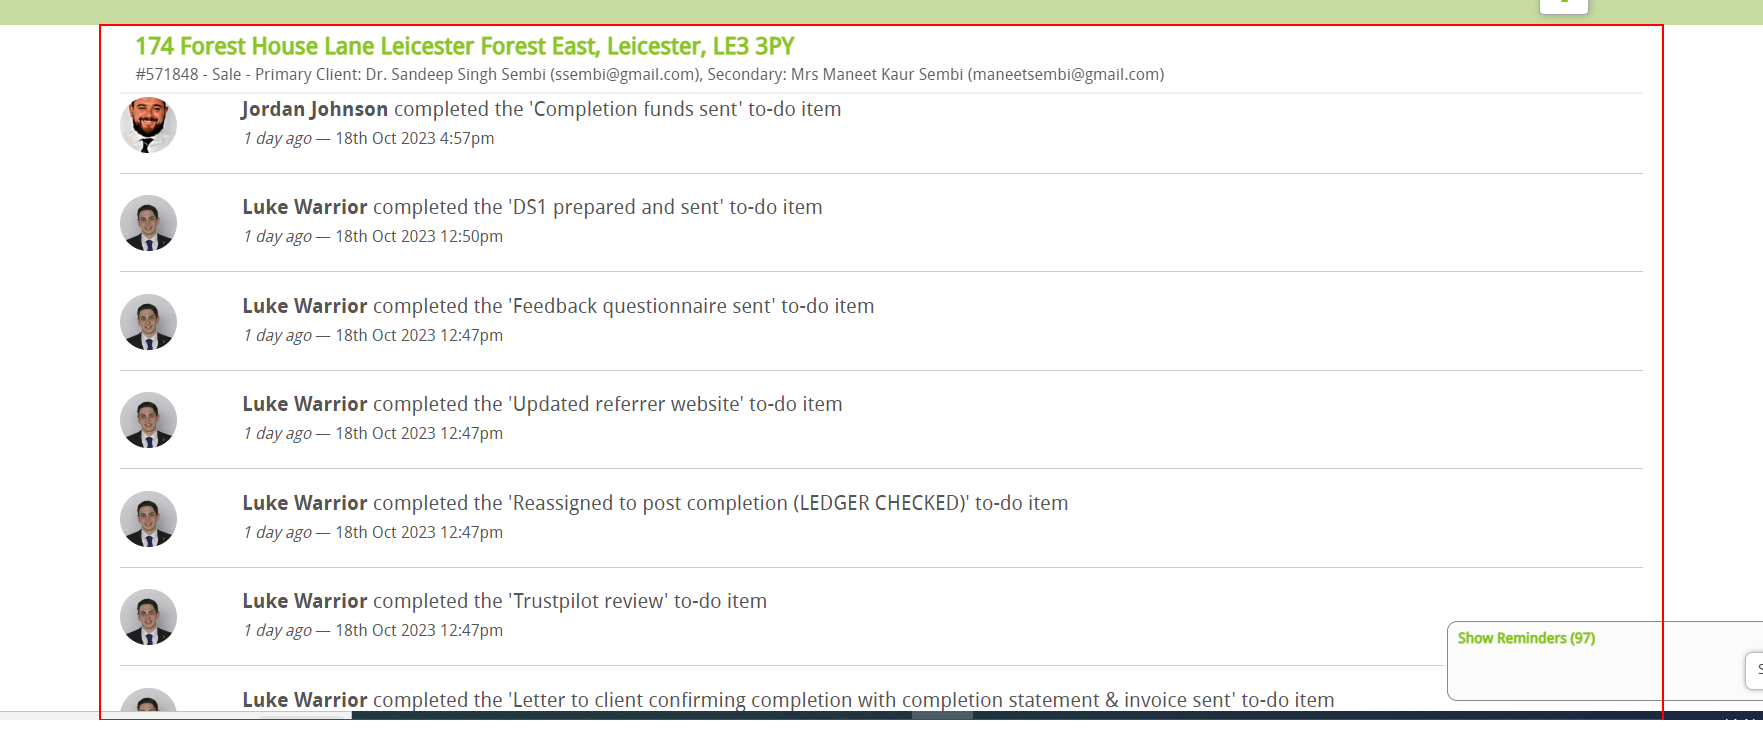 174 Forest House Lane Leicester Forest East, Leicester, LE3 3PY
#571848 - Sale - Primary Client: Dr. Sandeep Singh Sembi (ssembi@gmail.com), Secondary: Mrs Maneet Kaur Sembi (maneetsembi@gmail.com)
Jordan Johnson completed the 'Completion funds sent' to-do item
1 day ago — 18th Oct 2023 4:57pm
Luke Warrior completed the 'DS1 prepared and sent' to-do item
1 day ago — 18th Oct 2023 12:50pm
Luke Warrior completed the 'Feedback questionnaire sent' to-do item
1 day ago — 18th Oct 2023 12:47pm
Luke Warrior completed the 'Updated referrer website' to-do item
1 day ago — 18th Oct 2023 12:47pm
Luke Warrior completed the 'Reassigned to post completion (LEDGER CHECKED)' to-do item
1 day ago — 18th Oct 2023 12:47pm
Luke Warrior completed the 'Trustpilot review' to-do item
1 day ago — 18th Oct 2023 12:47pm
Show Reminders (97)
Luke Warrior completed the 'Letter to client confirming completion with completion statement & invoice sent' to-do item